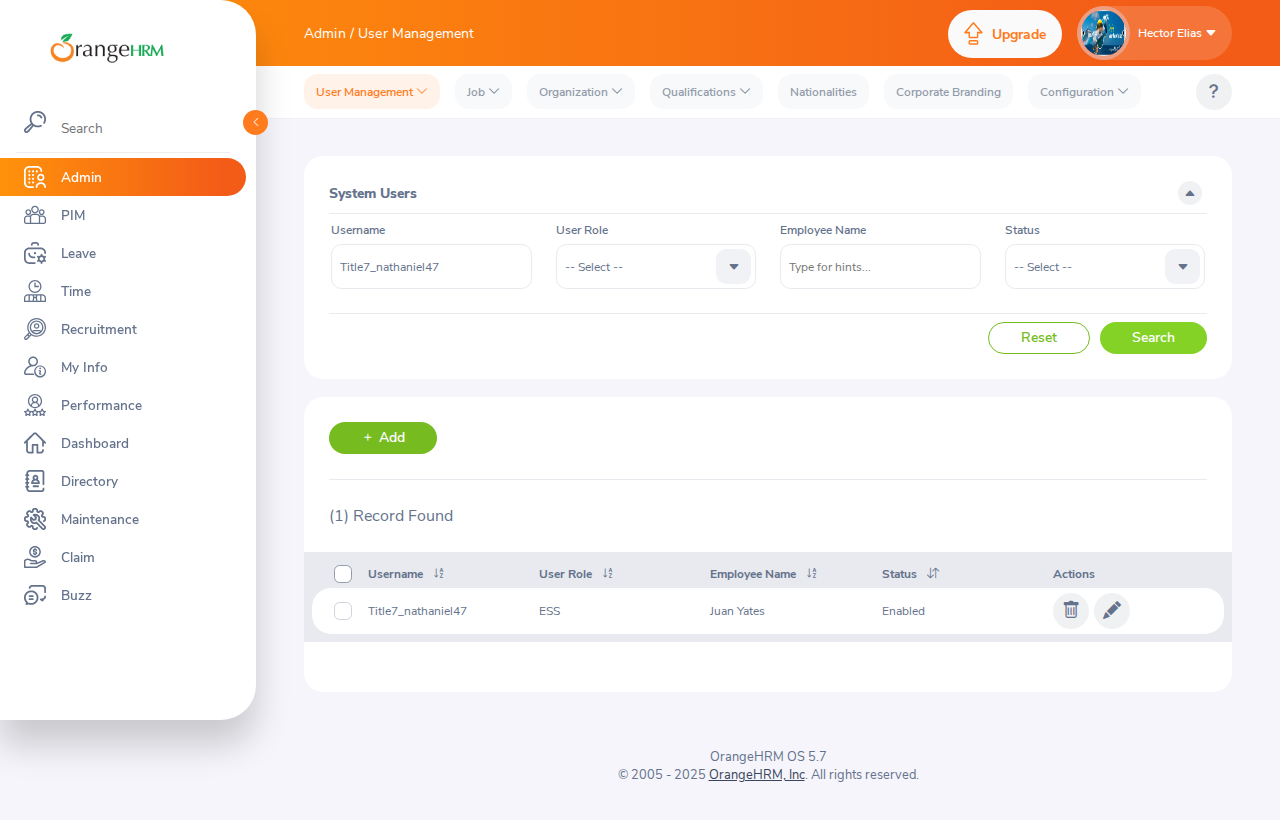 OrangeHRM
Admin / User Management
Upgrade
Hector Elias
User Management
Job
Organization
Qualifications
Nationalities
Corporate Branding
Configuration
?
Search
Admin
PIM
Leave
Time
Recruitment
My Info
Performance
Dashboard
Directory
Maintenance
Claim
Buzz
System Users
Username
User Role
Employee Name
Status
Title7_nathaniel47
-- Select --
Type for hints...
-- Select --
Reset
Search
+ Add
(1) Record Found
Username
User Role
Employee Name
Status
Actions
Title7_nathaniel47
ESS
Juan Yates
Enabled
OrangeHRM OS 5.7
© 2005 - 2025 OrangeHRM, Inc. All rights reserved.